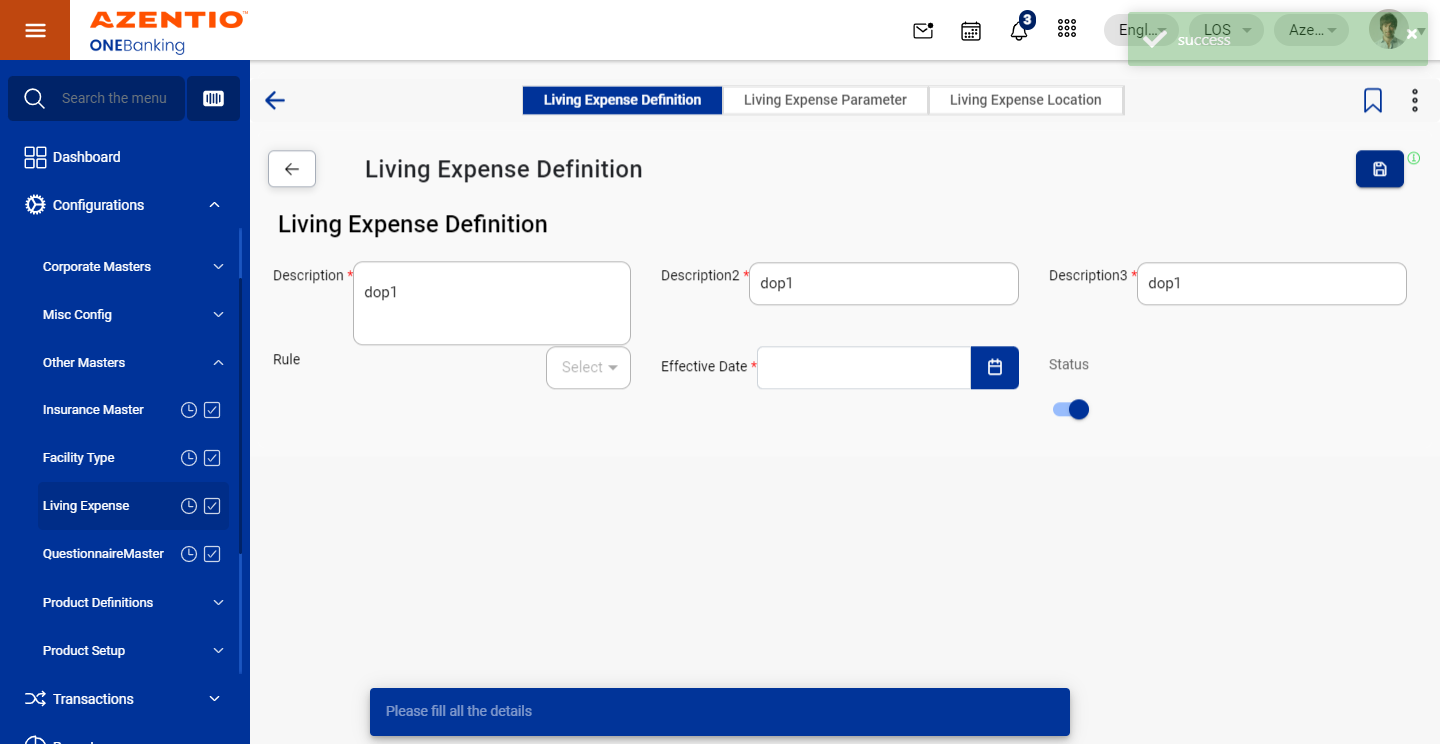 AZENTIO™
ONEBanking
3
Engl...
LOS
Aze...
success
Search the menu
Living Expense Definition
Living Expense Parameter
Living Expense Location
Dashboard
Configurations
Corporate Masters
Misc Config
Other Masters
Insurance Master
Facility Type
Living Expense
QuestionnaireMaster
Product Definitions
Product Setup
Transactions
Living Expense Definition
Living Expense Definition
Description *
dop1
Description2 *
dop1
Description3 *
dop1
Rule
Select
Effective Date *
Status
Please fill all the details